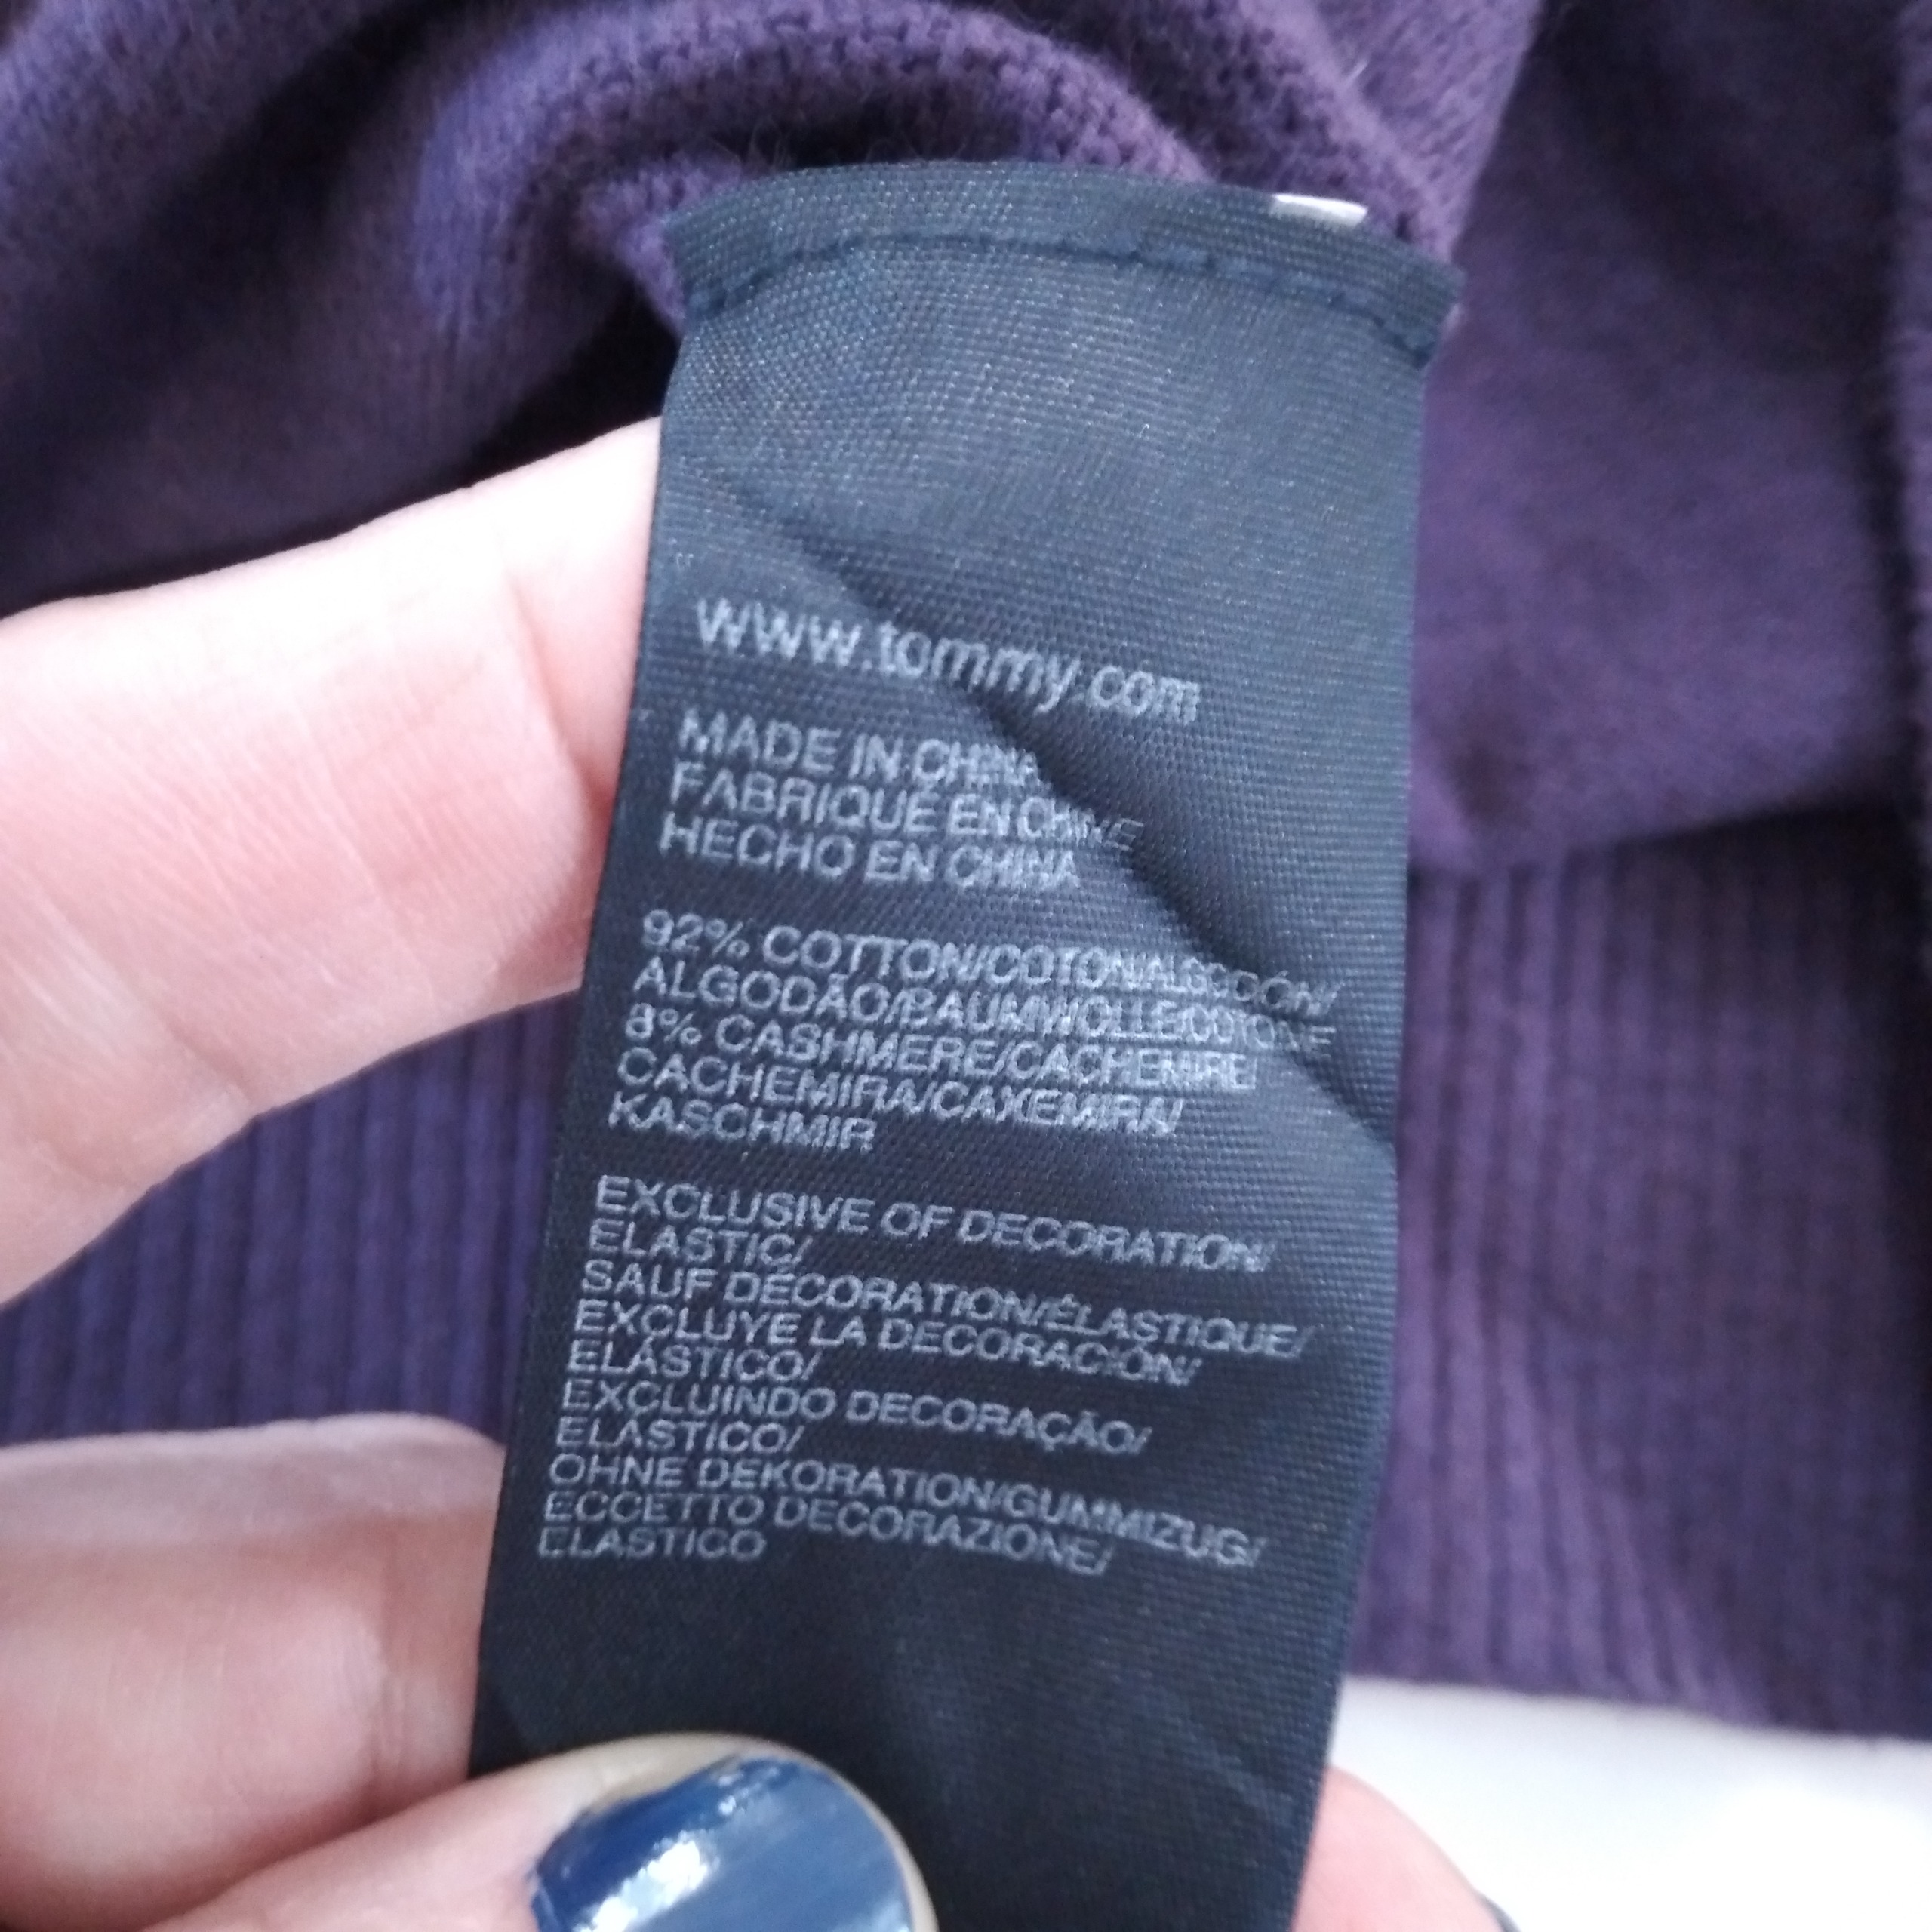 www.tommy.com
MADE IN CHINA
FABRIQUÉ EN CHINE
HECHO EN CHINA
92% COTTON/COTON/ALGODÓN/
ALGODÃO/BAUMWOLLE/COTONE
8% CASHMERE/CACHEMIRE/
CACHEMIRA/CAXEMIRA/
KASCHMIR
EXCLUSIVE OF DECORATION/
ELASTIC/
SAUF DÉCORATION/ÉLASTIQUE/
EXCLUYE LA DECORACIÓN/
ELÁSTICO/
EXCLUINDO DECORAÇÃO/
ELÁSTICO/
OHNE DEKORATION/GUMMIZUG/
ECCETTO DECORAZIONE/
ELASTICO